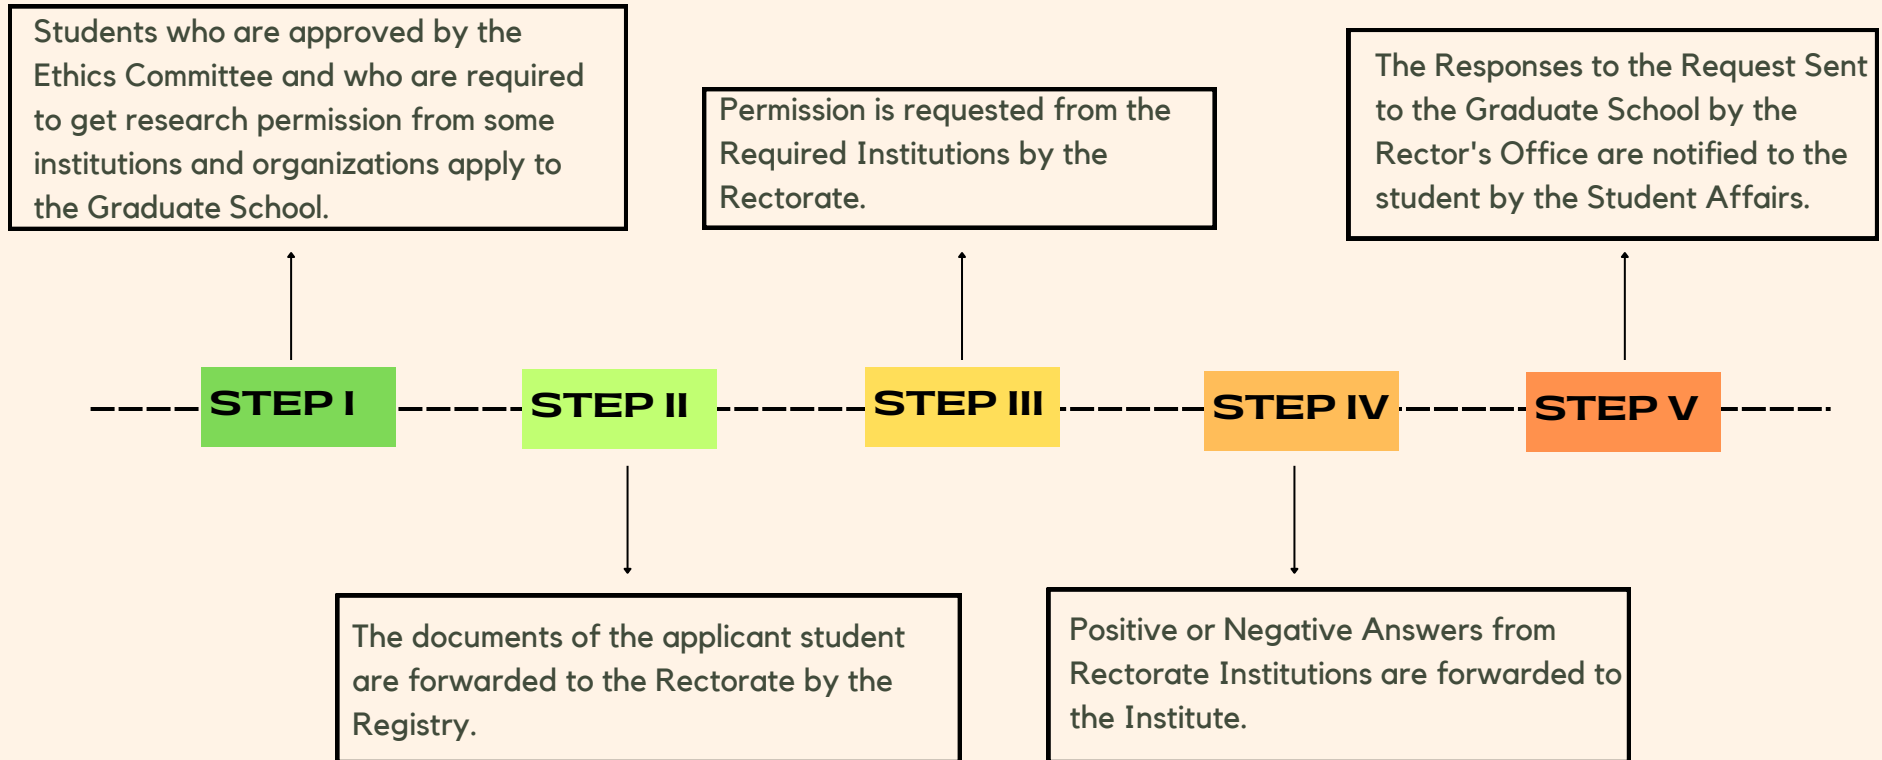 Students who are approved by the
Ethics Committee and who are required
to get research permission from some
institutions and organizations apply to
the Graduate School.
Permission is requested from the
Required Institutions by the
Rectorate.
The Responses to the Request Sent
to the Graduate School by the
Rector's Office are notified to the
student by the Student Affairs.
STEP I
STEP II
STEP III
STEP IV
STEP V
The documents of the applicant student
are forwarded to the Rectorate by the
Registry.
Positive or Negative Answers from
Rectorate Institutions are forwarded to
the Institute.